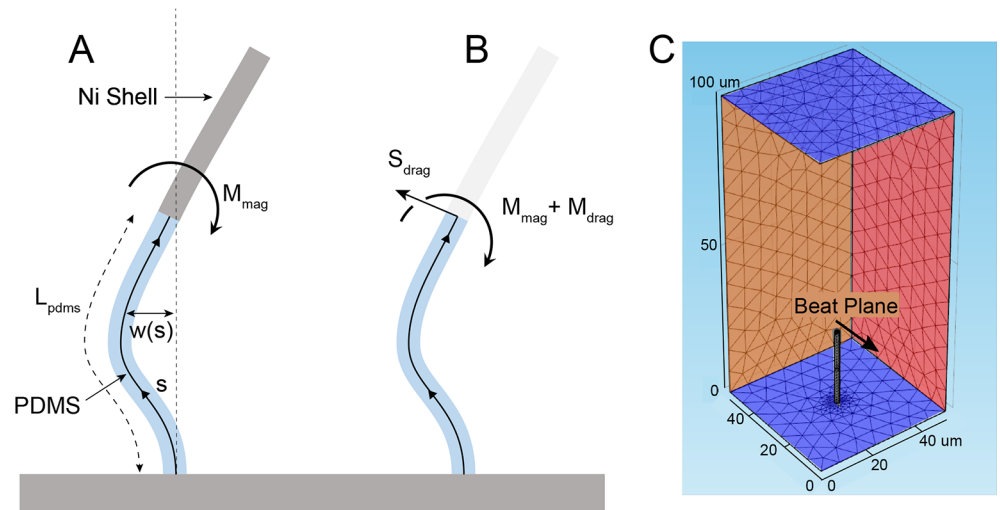 A
Ni Shell
M_mag
L_pdms
w(s)
s
PDMS
B
S_drag
M_mag + M_drag
C
100 um
50
Beat Plane
0
40
20
0
0
20
40 um